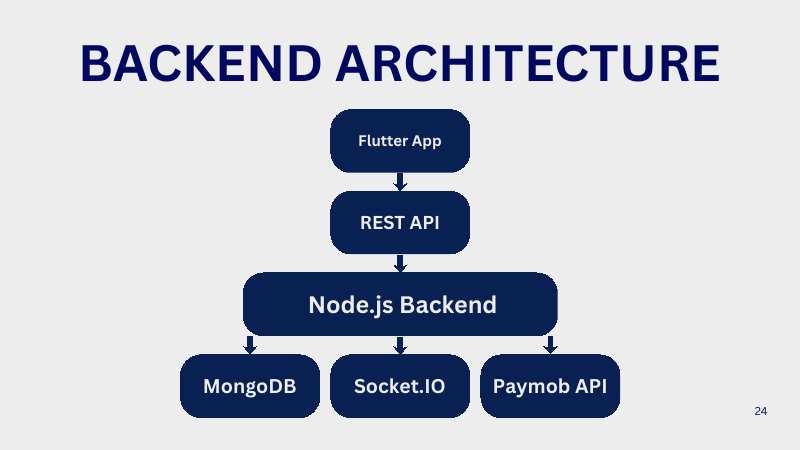 BACKEND ARCHITECTURE
Flutter App
REST API
Node.js Backend
MongoDB
Socket.IO
Paymob API
24